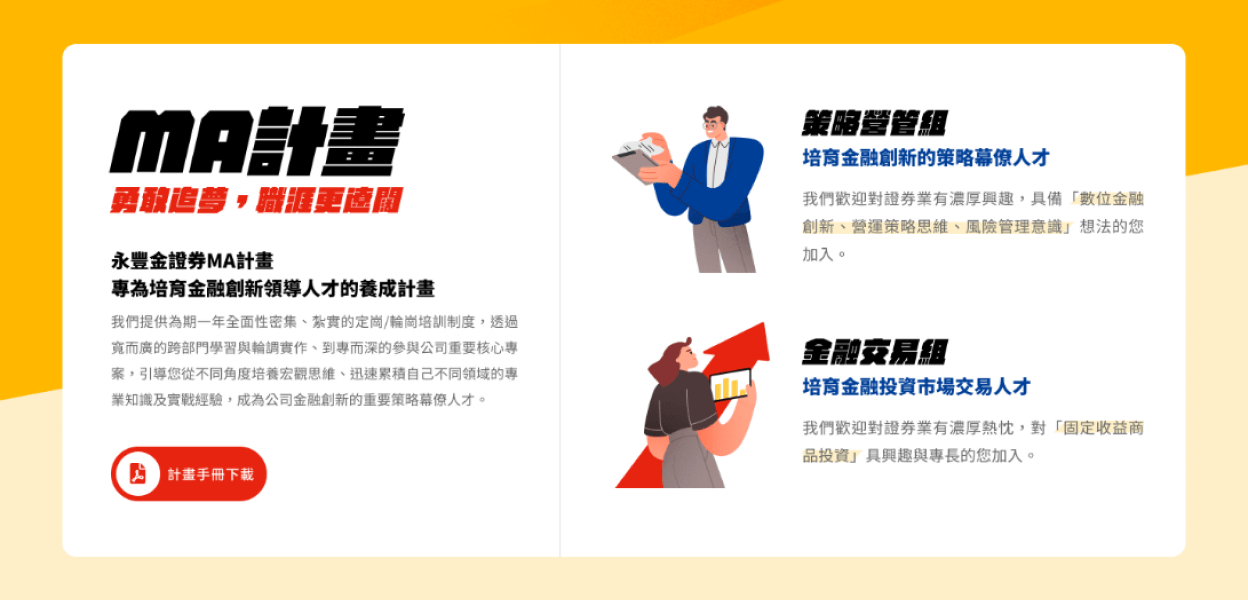 MA計畫
勇敢追夢，職涯更遼闊
永豐金證券MA計畫
專為培育金融創新領導人才的養成計畫
我們提供為期一年全面性密集、紮實的定崗/輪崗培訓制度，透過
寬而廣的跨部門學習與輪調實作、到專而深的參與公司重要核心專
案，引導您從不同角度培養宏觀思維、迅速累積自己不同領域的專
業知識及實戰經驗，成為公司金融創新的重要策略幕僚人才。
計畫手冊下載
策略營管組
培育金融創新的策略幕僚人才
我們歡迎對證券業有濃厚興趣，具備「數位金融
創新、營運策略思維、風險管理意識」想法的您
加入。
金融交易組
培育金融投資市場交易人才
我們歡迎對證券業有濃厚熱忱，對「固定收益商
品投資」具興趣與專長的您加入。